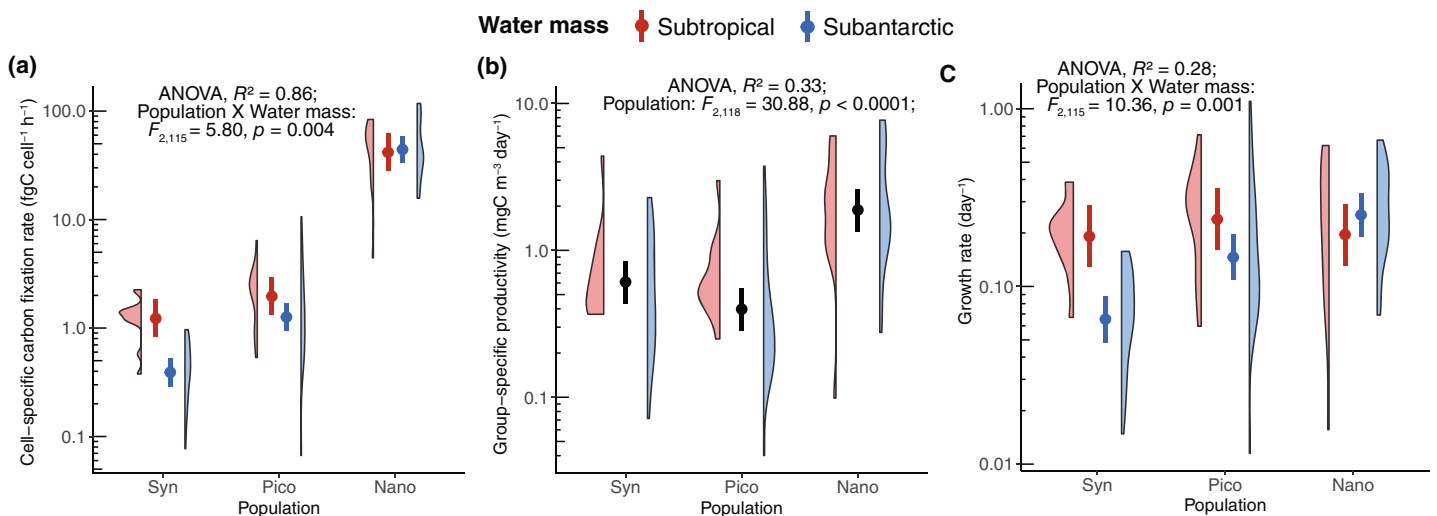 Water mass Subtropical Subantarctic
(a)
ANOVA, R² = 0.86;
Population X Water mass:
F2,115 = 5.80, p = 0.004
Cell−specific carbon fixation rate (fgC cell⁻¹ h⁻¹)
100.0
10.0
1.0
0.1
Syn Pico Nano
Population
(b)
ANOVA, R² = 0.33;
Population: F2,118 = 30.88, p < 0.0001;
Group−specific productivity (mgC m⁻³ day⁻¹)
10.0
1.0
0.1
Syn Pico Nano
Population
C
ANOVA, R² = 0.28;
Population X Water mass:
F2,115 = 10.36, p = 0.001
Growth rate (day⁻¹)
1.00
0.10
0.01
Syn Pico Nano
Population